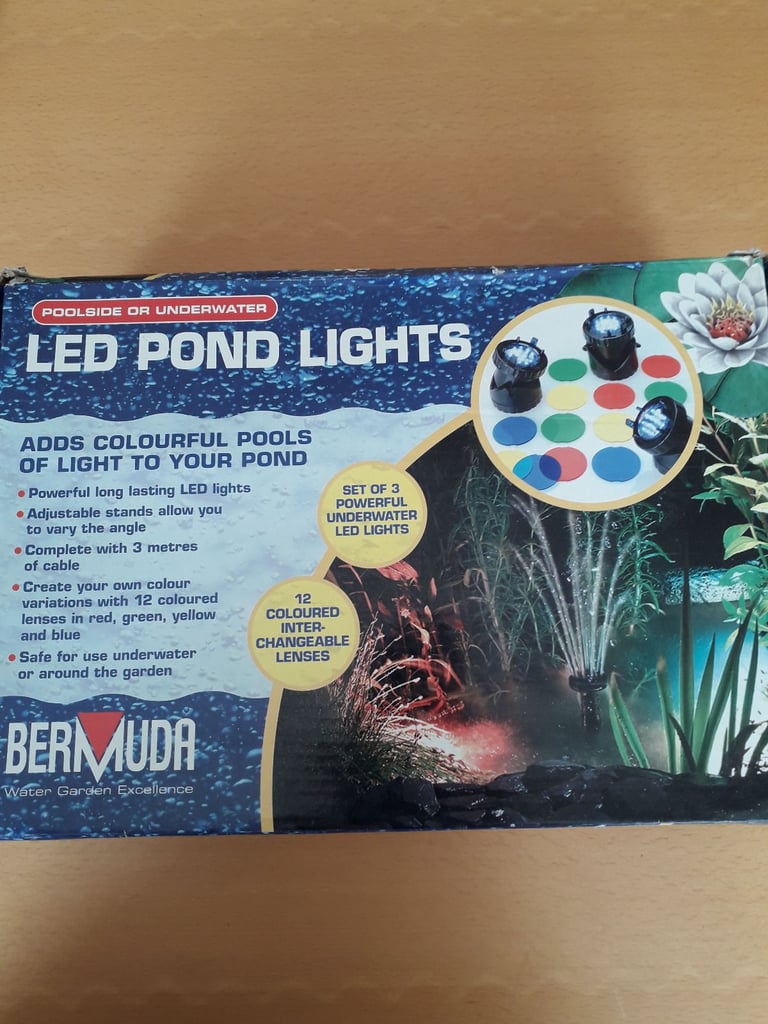 POOLSIDE OR UNDERWATER
LED POND LIGHTS
ADDS COLOURFUL POOLS
OF LIGHT TO YOUR POND
• Powerful long lasting LED lights
• Adjustable stands allow you
to vary the angle
• Complete with 3 metres
of cable
• Create your own colour
variations with 12 coloured
lenses in red, green, yellow
and blue
• Safe for use underwater
or around the garden
SET OF 3
POWERFUL
UNDERWATER
LED LIGHTS
12
COLOURED
INTER-
CHANGEABLE
LENSES
BERMUDA
Water Garden Excellence